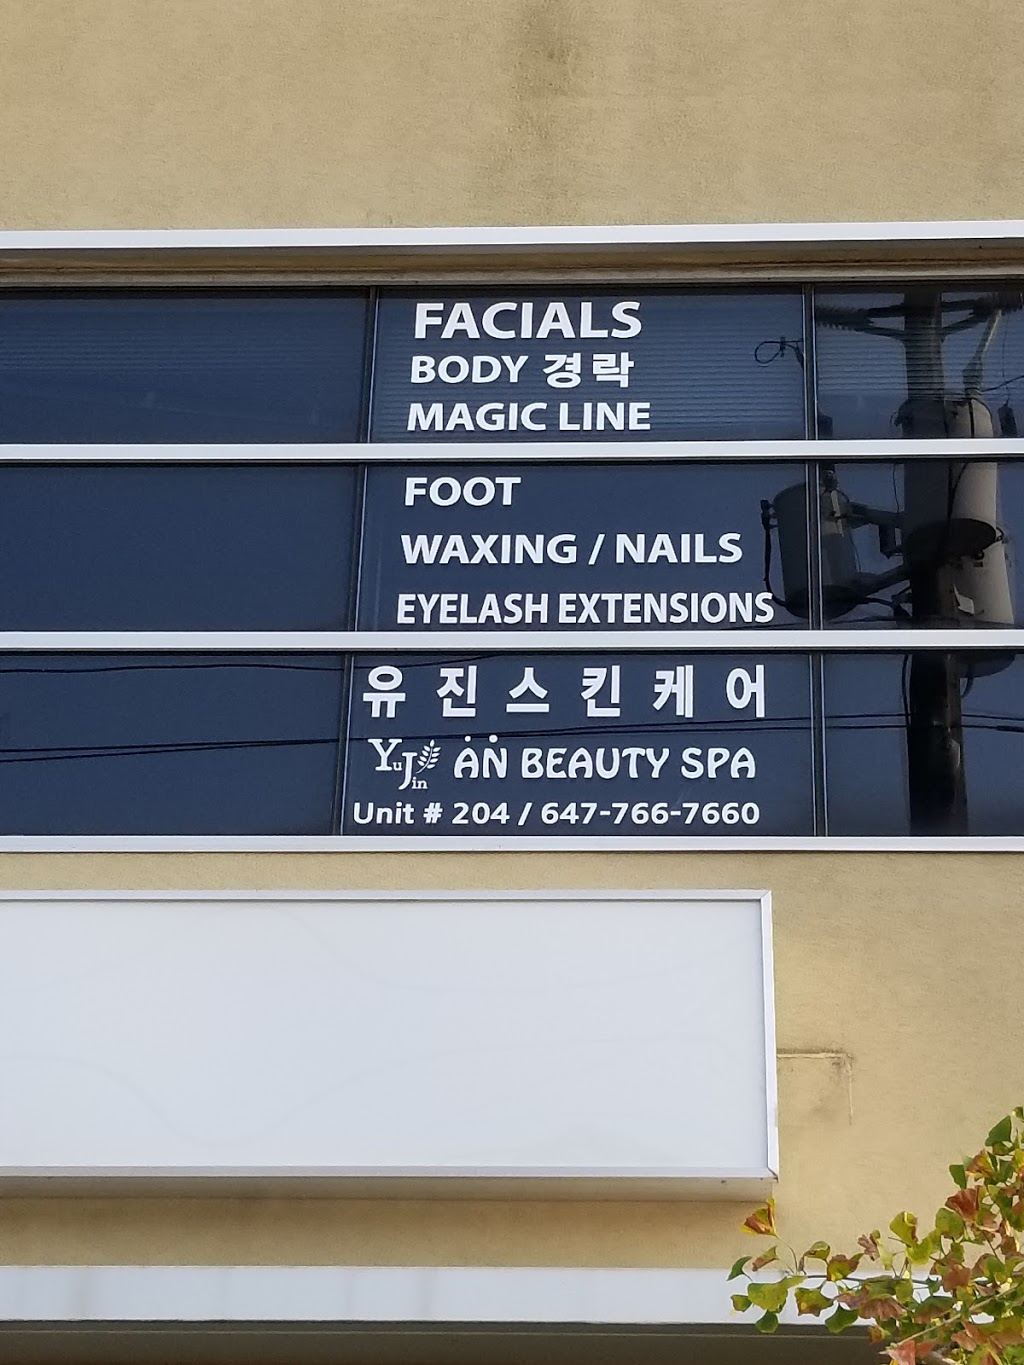 FACIALS
BODY 경락
MAGIC LINE
FOOT
WAXING / NAILS
EYELASH EXTENSIONS
유진스킨케어
YuJin AN BEAUTY SPA
Unit # 204 / 647-766-7660